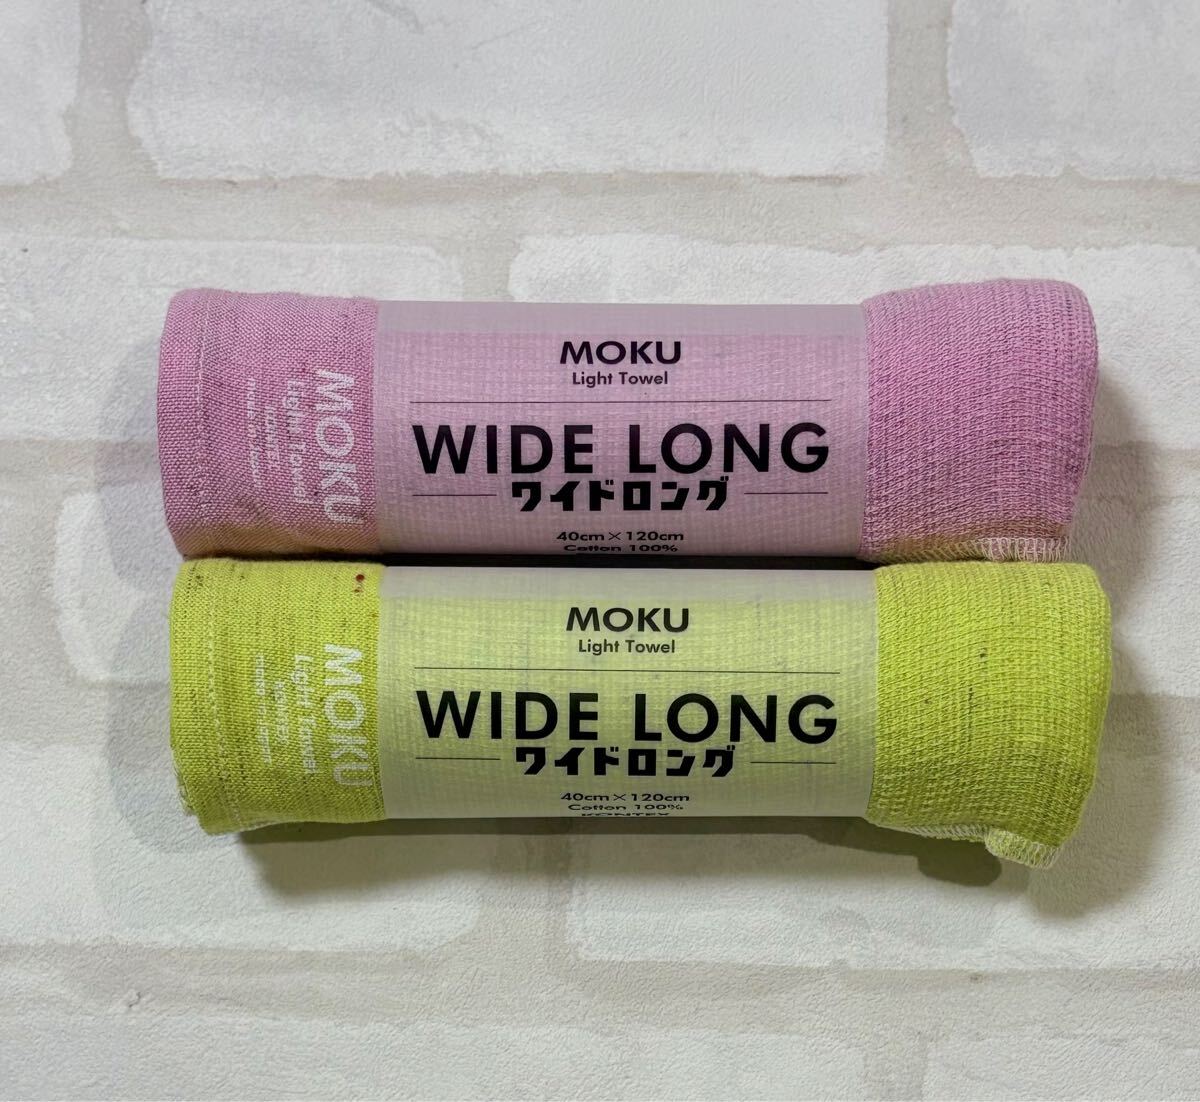 MOKU
Light Towel
WIDE LONG
ワイドロング
40cm×120cm
Cotton 100%
MOKU
Light Towel
MOKU
Light Towel
WIDE LONG
ワイドロング
40cm×120cm
Cotton 100%
KONTEX
MOKU
Light Towel